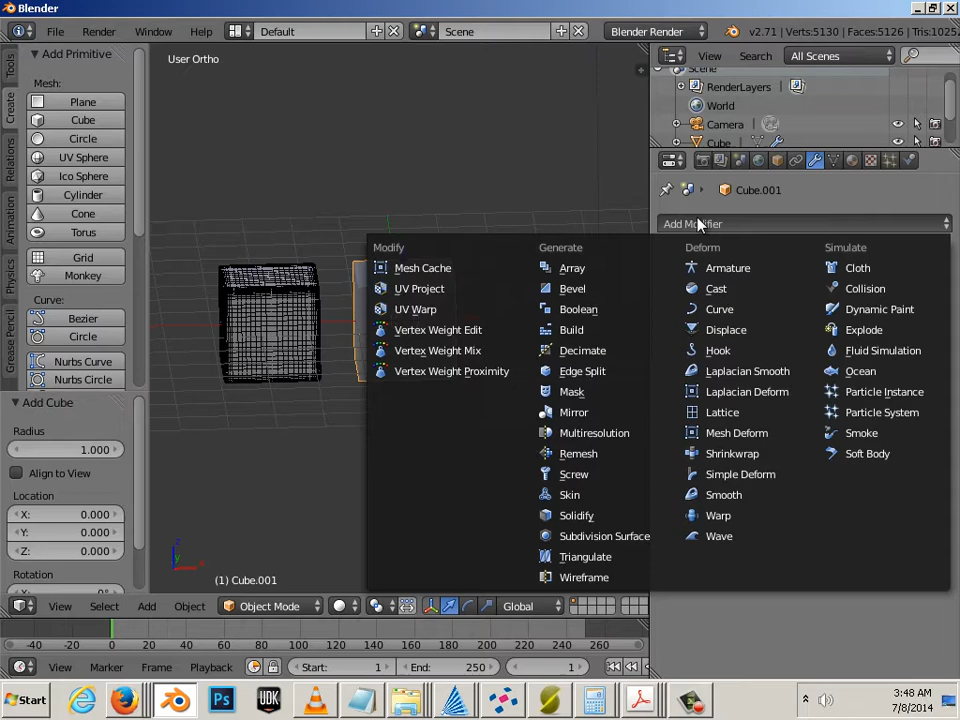 Blender
File Render Window Help Default Scene Blender Render v2.71 | Verts:5130 | Faces:5126 | Tris:1025
Tools
Create
Relations
Animation
Physics
Grease Pencil
Add Primitive
Mesh:
Plane
Cube
Circle
UV Sphere
Ico Sphere
Cylinder
Cone
Torus
Grid
Monkey
Curve:
Bezier
Circle
Nurbs Curve
Nurbs Circle
Add Cube
Radius
1.000
Align to View
Location
X: 0.000
Y: 0.000
Z: 0.000
Rotation
User Ortho
(1) Cube.001
View Search All Scenes
Scene
RenderLayers
World
Camera
Cube
Cube.001
Add Modifier
Modify
Mesh Cache
UV Project
UV Warp
Vertex Weight Edit
Vertex Weight Mix
Vertex Weight Proximity
Generate
Array
Bevel
Boolean
Build
Decimate
Edge Split
Mask
Mirror
Multiresolution
Remesh
Screw
Skin
Solidify
Subdivision Surface
Triangulate
Wireframe
Deform
Armature
Cast
Curve
Displace
Hook
Laplacian Smooth
Laplacian Deform
Lattice
Mesh Deform
Shrinkwrap
Simple Deform
Smooth
Warp
Wave
Simulate
Cloth
Collision
Dynamic Paint
Explode
Fluid Simulation
Ocean
Particle Instance
Particle System
Smoke
Soft Body
View Select Add Object Object Mode Global
-40 -20 0 20 40 60 80 100 120 140 160 180 200 220 240 260
View Marker Frame Playback Start: 1 End: 250 1
Start Ps UDK 3:48 AM
7/8/2014